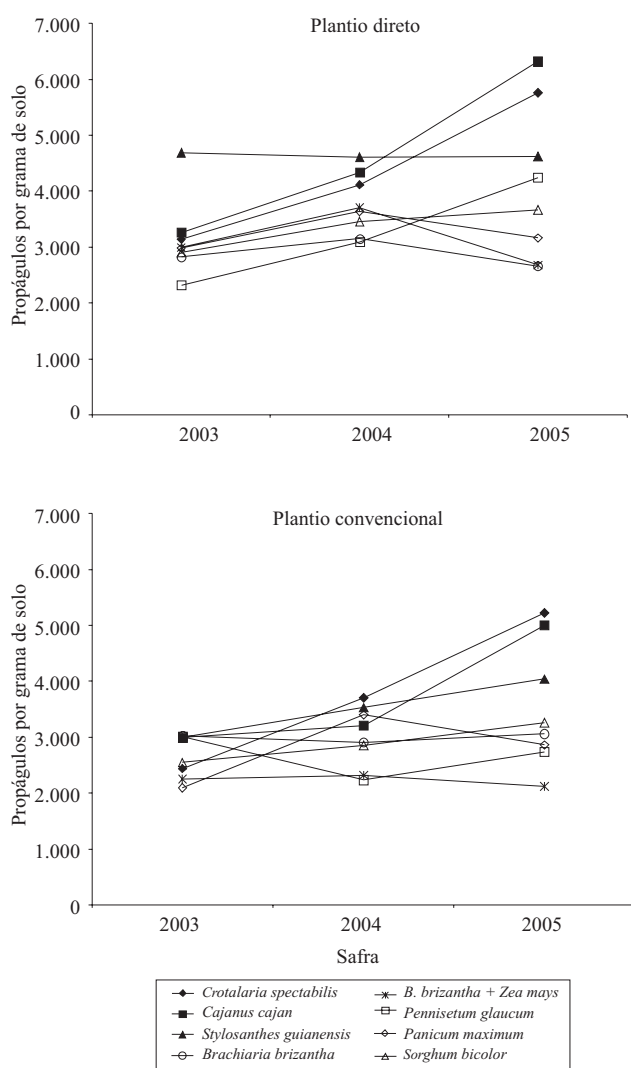 Plantio direto
Propágulos por grama de solo
7.000
6.000
5.000
4.000
3.000
2.000
1.000
0
2003 2004 2005
Plantio convencional
Propágulos por grama de solo
7.000
6.000
5.000
4.000
3.000
2.000
1.000
0
2003 2004 2005
Safra
Crotalaria spectabilis
Cajanus cajan
Stylosanthes guianensis
Brachiaria brizantha
B. brizantha + Zea mays
Pennisetum glaucum
Panicum maximum
Sorghum bicolor